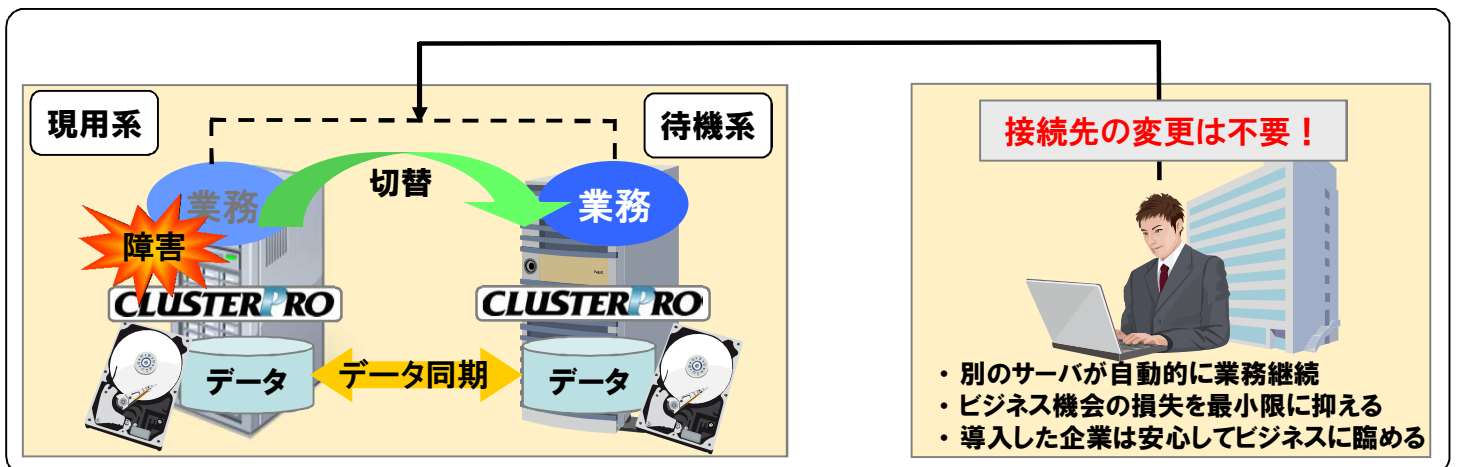 現用系
待機系
業務
切替
業務
障害
CLUSTERPRO
CLUSTERPRO
データ
データ同期
データ
接続先の変更は不要！
・別のサーバが自動的に業務継続
・ビジネス機会の損失を最小限に抑える
・導入した企業は安心してビジネスに臨める